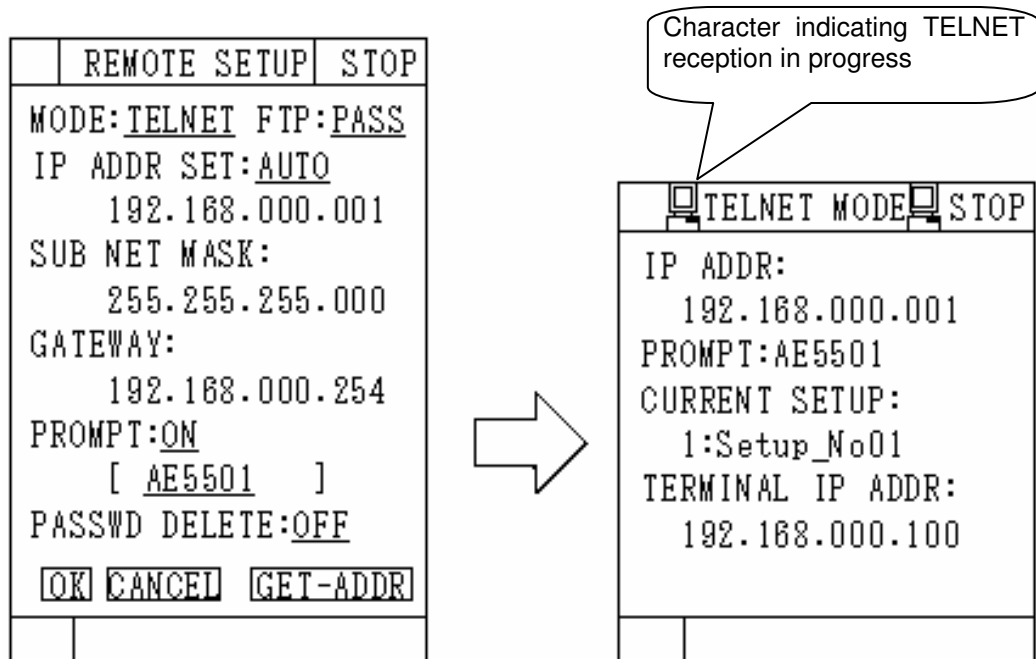 REMOTE SETUP STOP
MODE:TELNET FTP:PASS
IP ADDR SET:AUTO
192.168.000.001
SUB NET MASK:
255.255.255.000
GATEWAY:
192.168.000.254
PROMPT:ON
[ AE5501 ]
PASSWD DELETE:OFF
OK CANCEL GET-ADDR
Character indicating TELNET
reception in progress
TELNET MODE STOP
IP ADDR:
192.168.000.001
PROMPT:AE5501
CURRENT SETUP:
1:Setup_No01
TERMINAL IP ADDR:
192.168.000.100